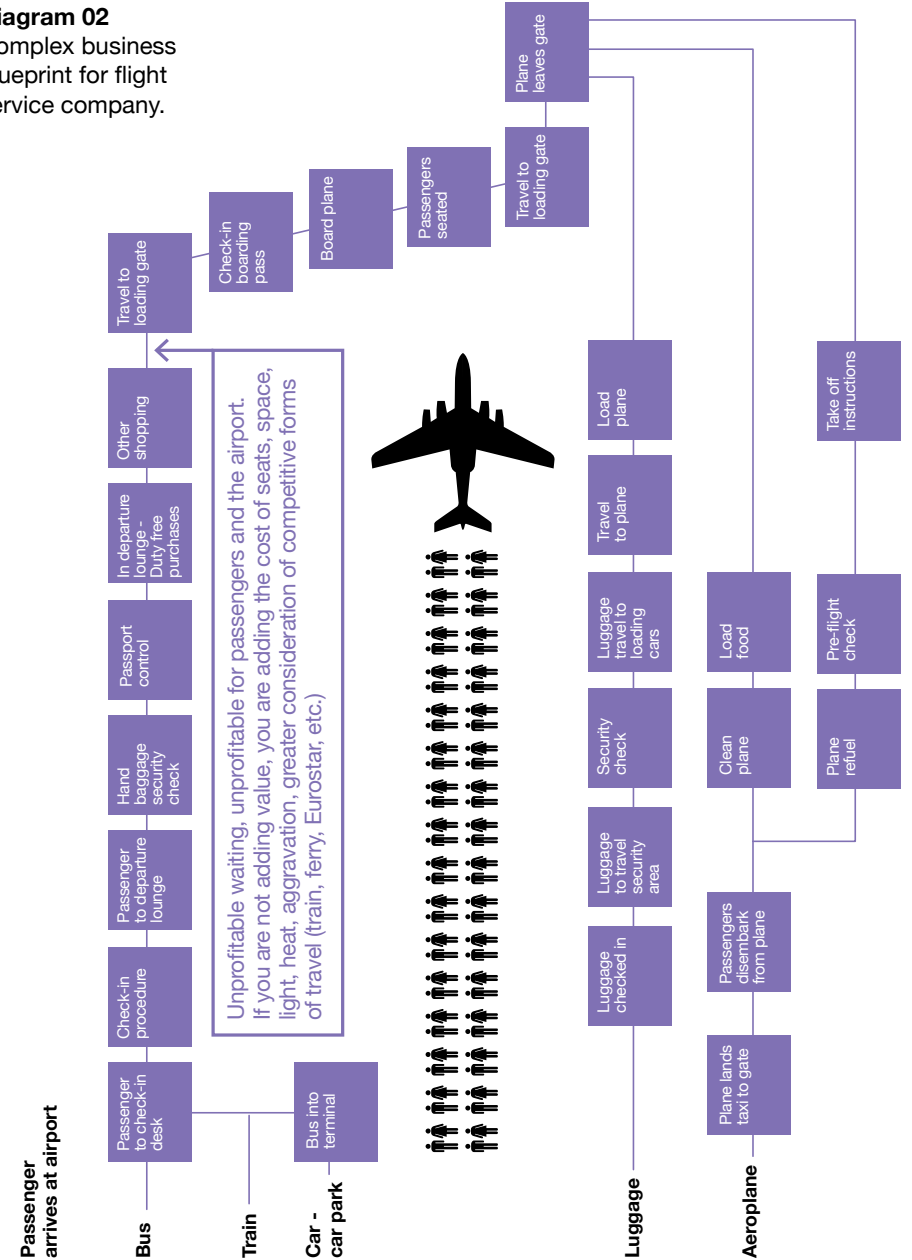 iagram 02
omplex business
ueprint for flight
ervice company.
Passenger
arrives at airport
Bus
Passenger
to check-in
desk
Check-in
procedure
Passenger
to departure
lounge
Hand
baggage
security
check
Passport
control
In departure
lounge -
Duty free
purchases
Other
shopping
Travel to
loading gate
Train
Car -
car park
Bus into
terminal
Unprofitable waiting, unprofitable for passengers and the airport.
If you are not adding value, you are adding the cost of seats, space,
light, heat, aggravation, greater consideration of competitive forms
of travel (train, ferry, Eurostar, etc.)
Check-in
boarding
pass
Board plane
Passengers
seated
Travel to
loading gate
Plane
leaves gate
Luggage
Luggage
checked in
Luggage
to travel
security
area
Security
check
Luggage
travel to
loading
cars
Travel
to plane
Load
plane
Aeroplane
Plane lands
taxi to gate
Passengers
disembark
from plane
Clean
plane
Load
food
Plane
refuel
Pre-flight
check
Take off
instructions